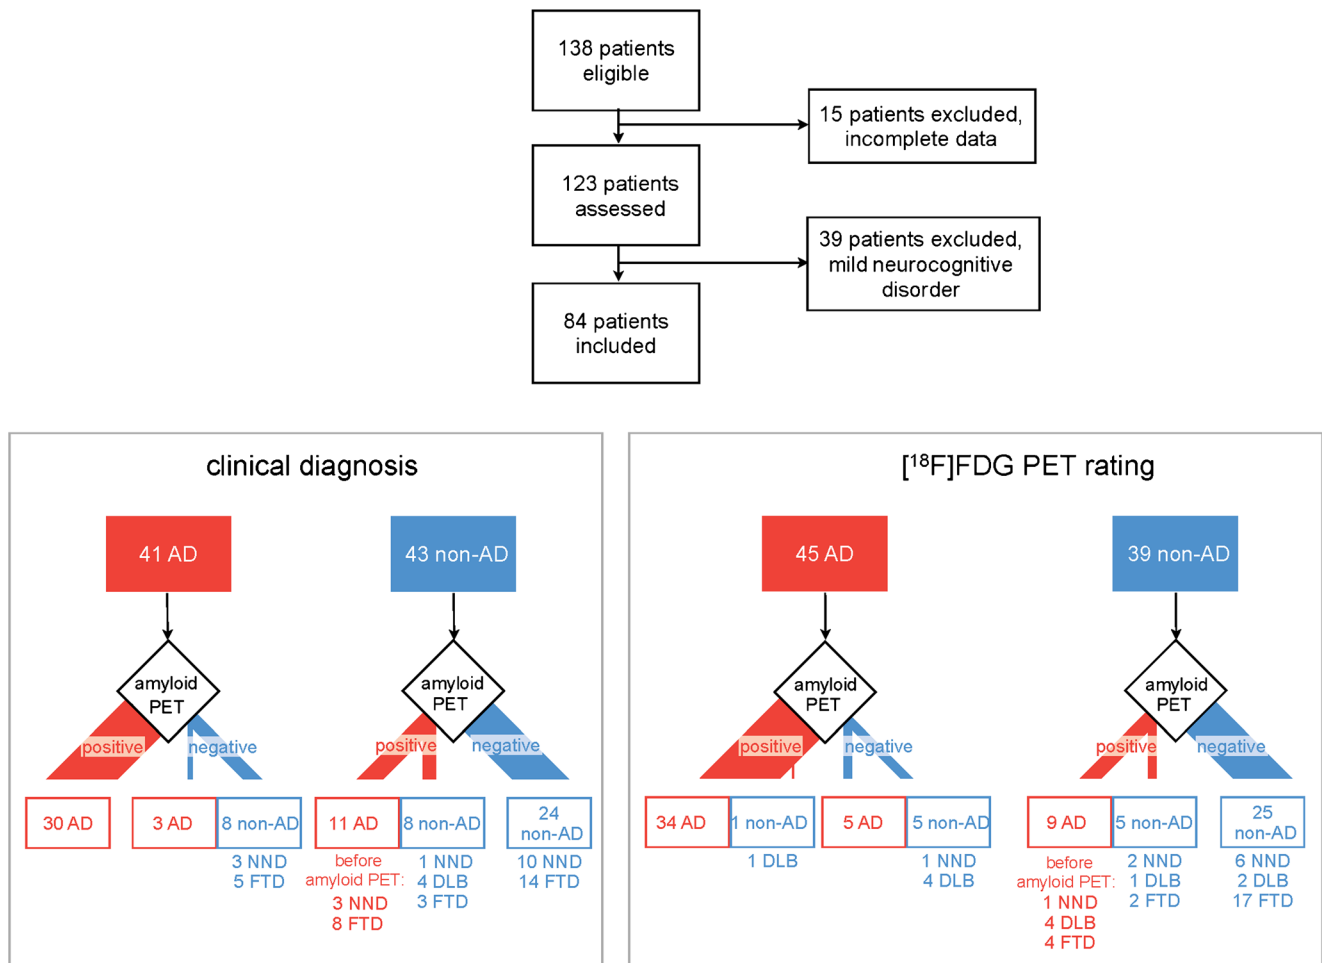 138 patients
eligible
15 patients excluded,
incomplete data
123 patients
assessed
39 patients excluded,
mild neurocognitive
disorder
84 patients
included
clinical diagnosis
41 AD
43 non-AD
amyloid
PET
amyloid
PET
positive
negative
positive
negative
30 AD
3 AD
8 non-AD
11 AD
8 non-AD
24
non-AD
3 NND
5 FTD
before
amyloid PET:
3 NND
8 FTD
1 NND
4 DLB
3 FTD
10 NND
14 FTD
[¹⁸F]FDG PET rating
45 AD
39 non-AD
amyloid
PET
amyloid
PET
positive
negative
positive
negative
34 AD
1 non-AD
5 AD
5 non-AD
9 AD
5 non-AD
25
non-AD
1 DLB
1 NND
4 DLB
before
amyloid PET:
1 NND
4 DLB
4 FTD
2 NND
1 DLB
2 FTD
6 NND
2 DLB
17 FTD